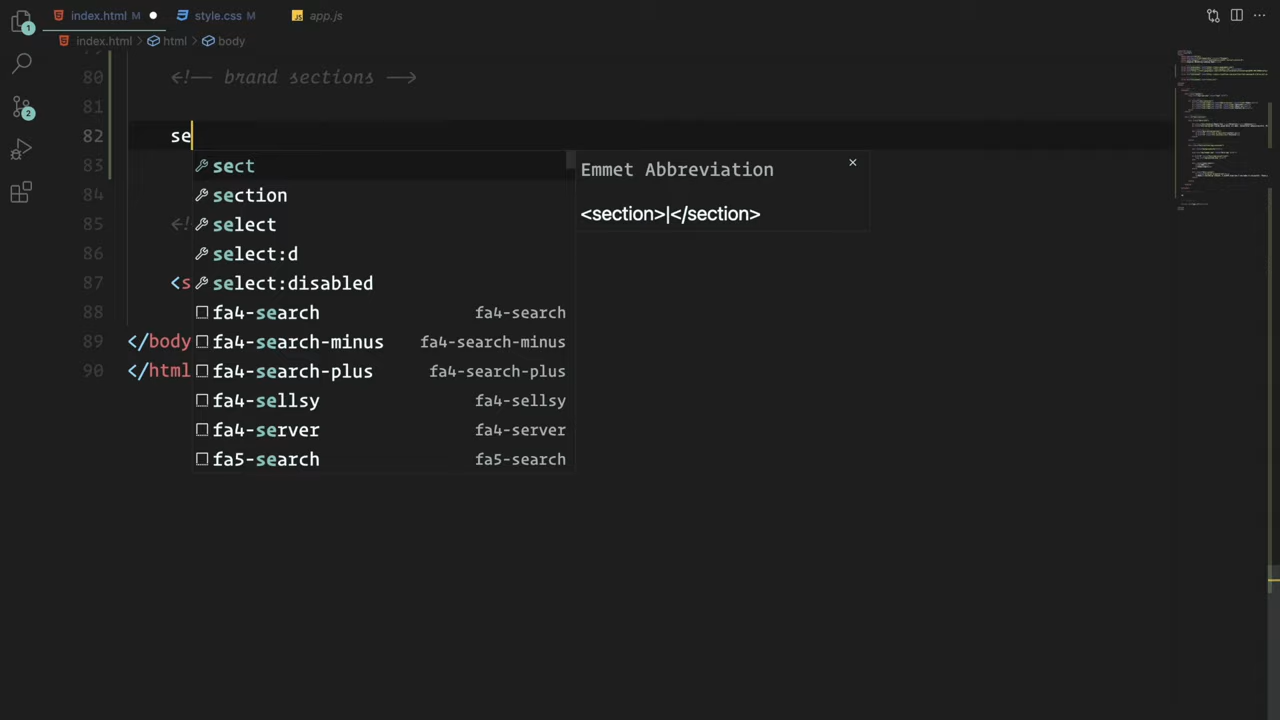 index.html M
style.css M
JS app.js
index.html > html > body
80 <!-- brand sections -->
81
82 se
83
84
85 <!
86
87 <s
88
89 </body
90 </html
sect
section
select
select:d
select:disabled
fa4-search fa4-search
fa4-search-minus fa4-search-minus
fa4-search-plus fa4-search-plus
fa4-sellsy fa4-sellsy
fa4-server fa4-server
fa5-search fa5-search
Emmet Abbreviation
<section>|</section>
1
2